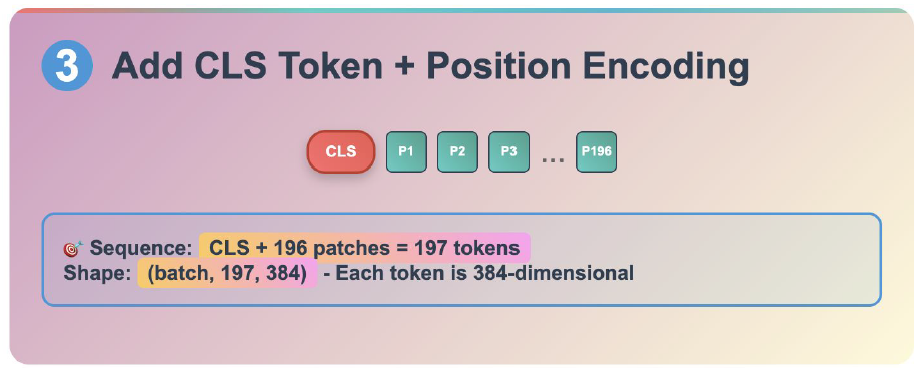 3 Add CLS Token + Position Encoding
CLS P1 P2 P3 ... P196
🎯 Sequence: CLS + 196 patches = 197 tokens
Shape: (batch, 197, 384) - Each token is 384-dimensional